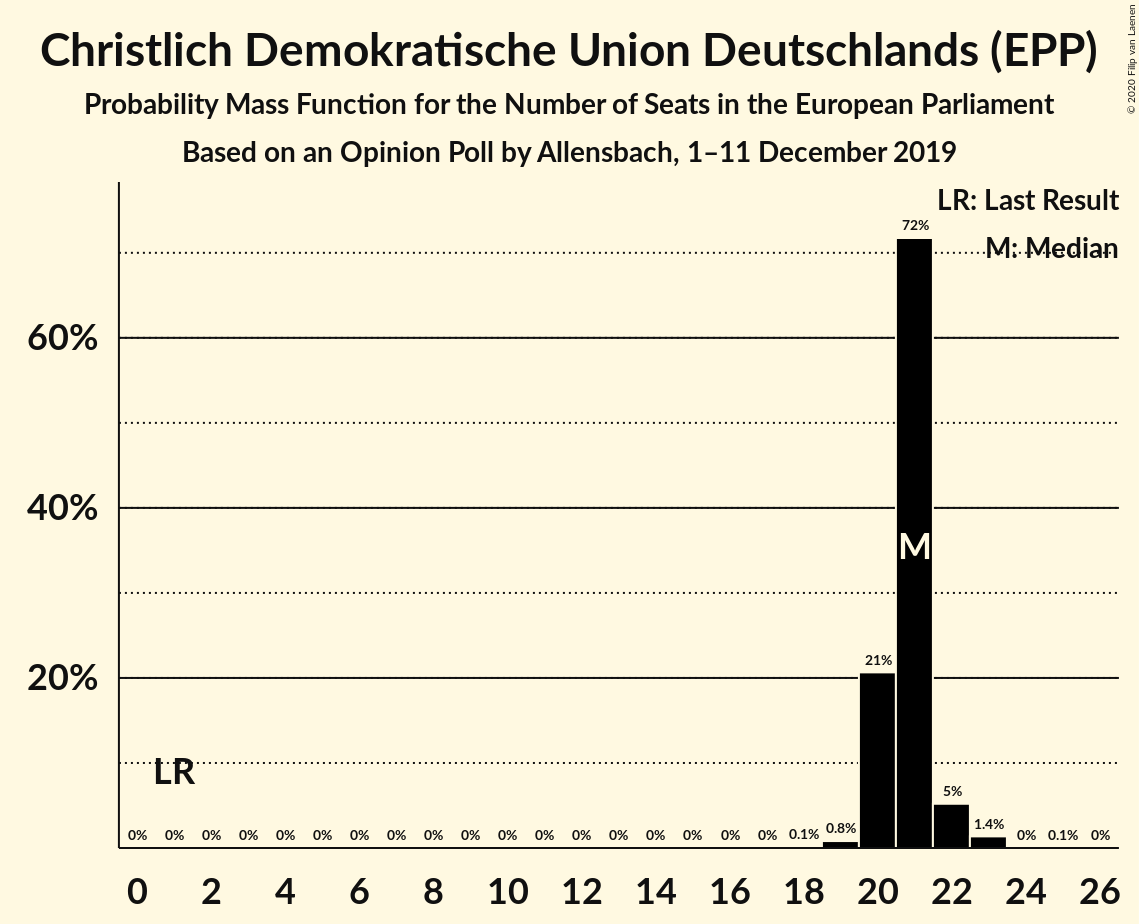 Christlich Demokratische Union Deutschlands (EPP)
Probability Mass Function for the Number of Seats in the European Parliament
Based on an Opinion Poll by Allensbach, 1–11 December 2019
© 2020 Filip van Laenen
LR: Last Result
M: Median
72%
60%
40%
M
21%
20%
LR
5%
0% 0% 0% 0% 0% 0% 0% 0% 0% 0% 0% 0% 0% 0% 0% 0% 0% 0% 0.1% 0.8% 1.4% 0% 0.1% 0%
0 2 4 6 8 10 12 14 16 18 20 22 24 26